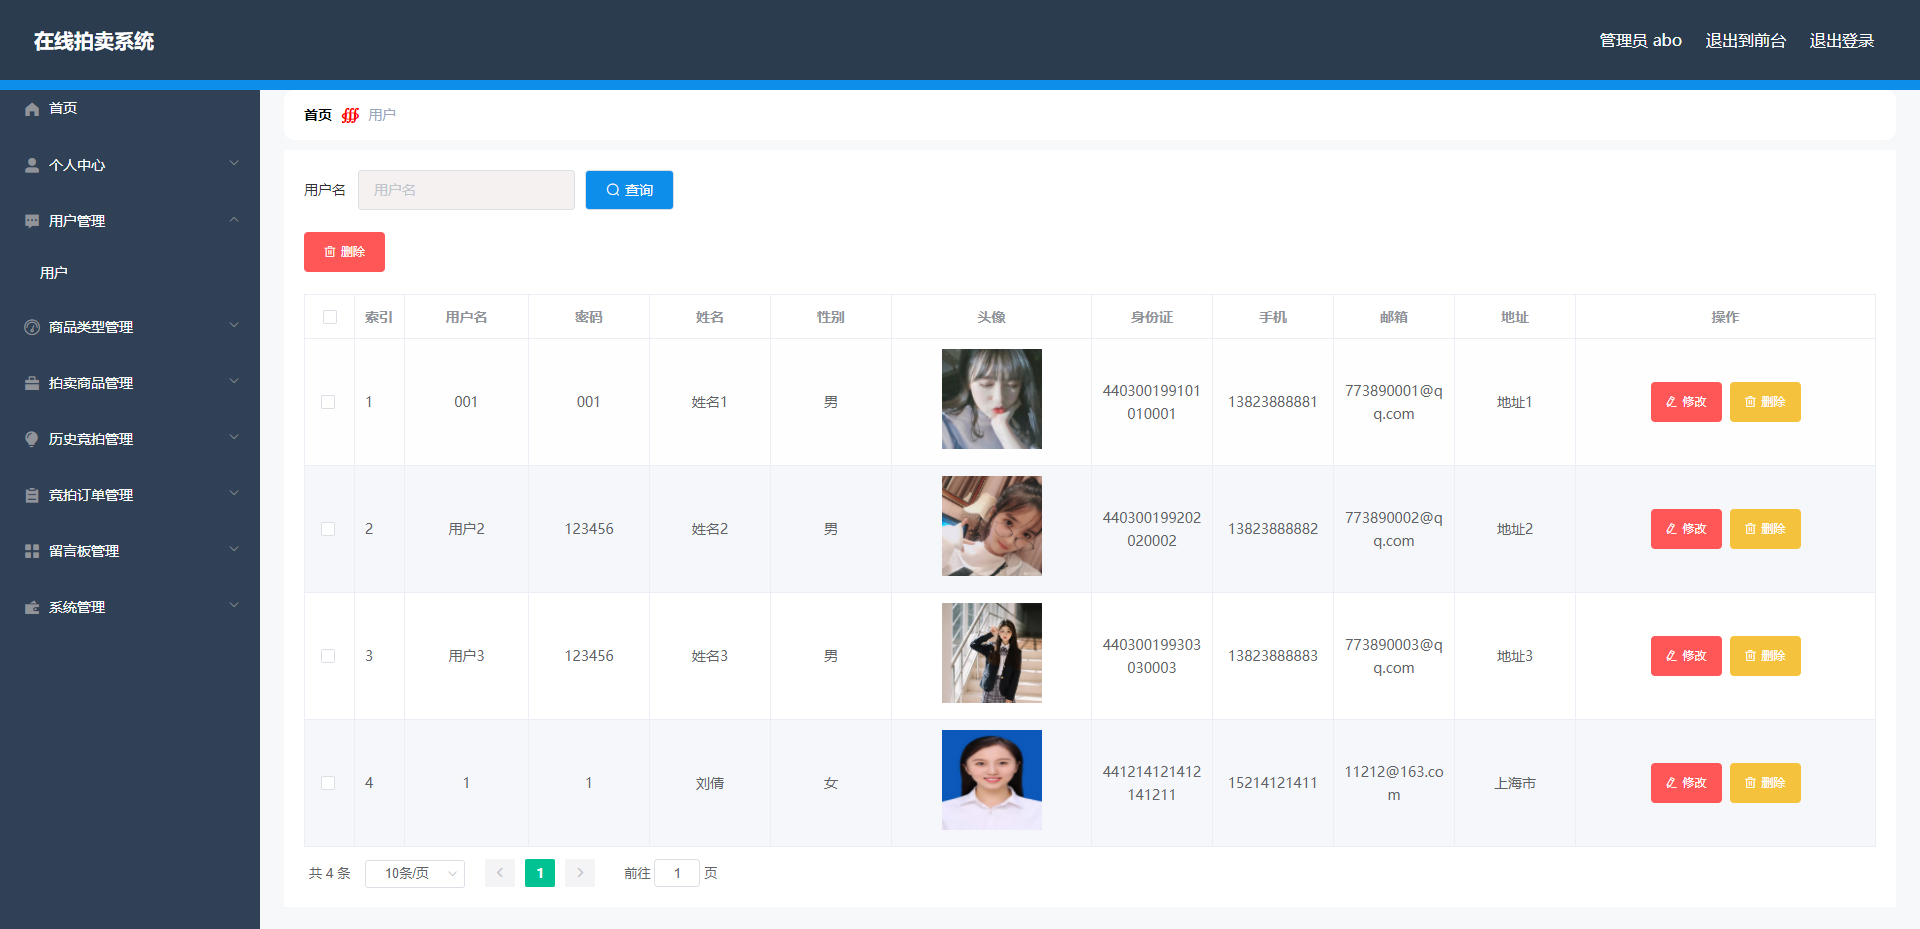 在线拍卖系统
管理员 abo 退出到前台 退出登录
首页
个人中心
用户管理
用户
商品类型管理
拍卖商品管理
历史竞拍管理
竞拍订单管理
留言板管理
系统管理
首页 用户
用户名 用户名 查询
删除
索引 用户名 密码 姓名 性别 头像 身份证 手机 邮箱 地址 操作
1 001 001 姓名1 男 440300199101 13823888881 773890001@q 地址1 修改 删除
010001 q.com
2 用户2 123456 姓名2 男 440300199202 13823888882 773890002@q 地址2 修改 删除
020002 q.com
3 用户3 123456 姓名3 男 440300199303 13823888883 773890003@q 地址3 修改 删除
030003 q.com
4 1 1 刘倩 女 441214121412 15214121411 11212@163.co 上海市 修改 删除
141211 m
共 4 条 10条/页 1 前往 1 页